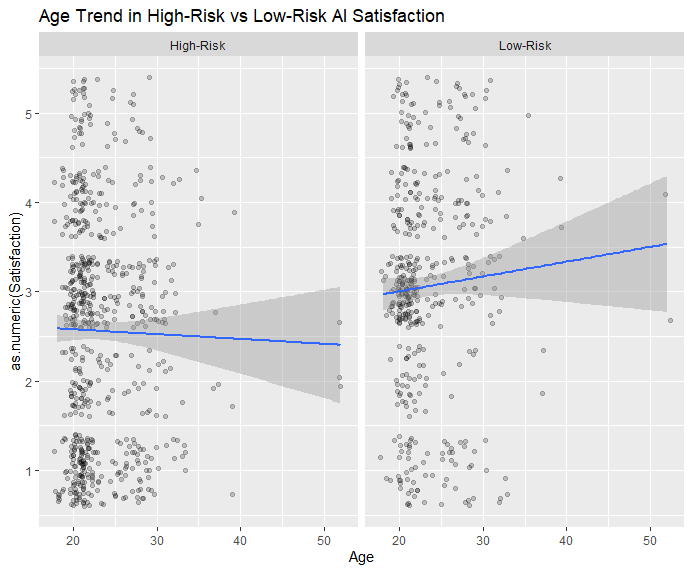 Age Trend in High-Risk vs Low-Risk AI Satisfaction
High-Risk
Low-Risk
as.numeric(Satisfaction)
5
4
3
2
1
20
30
40
50
20
30
40
50
Age